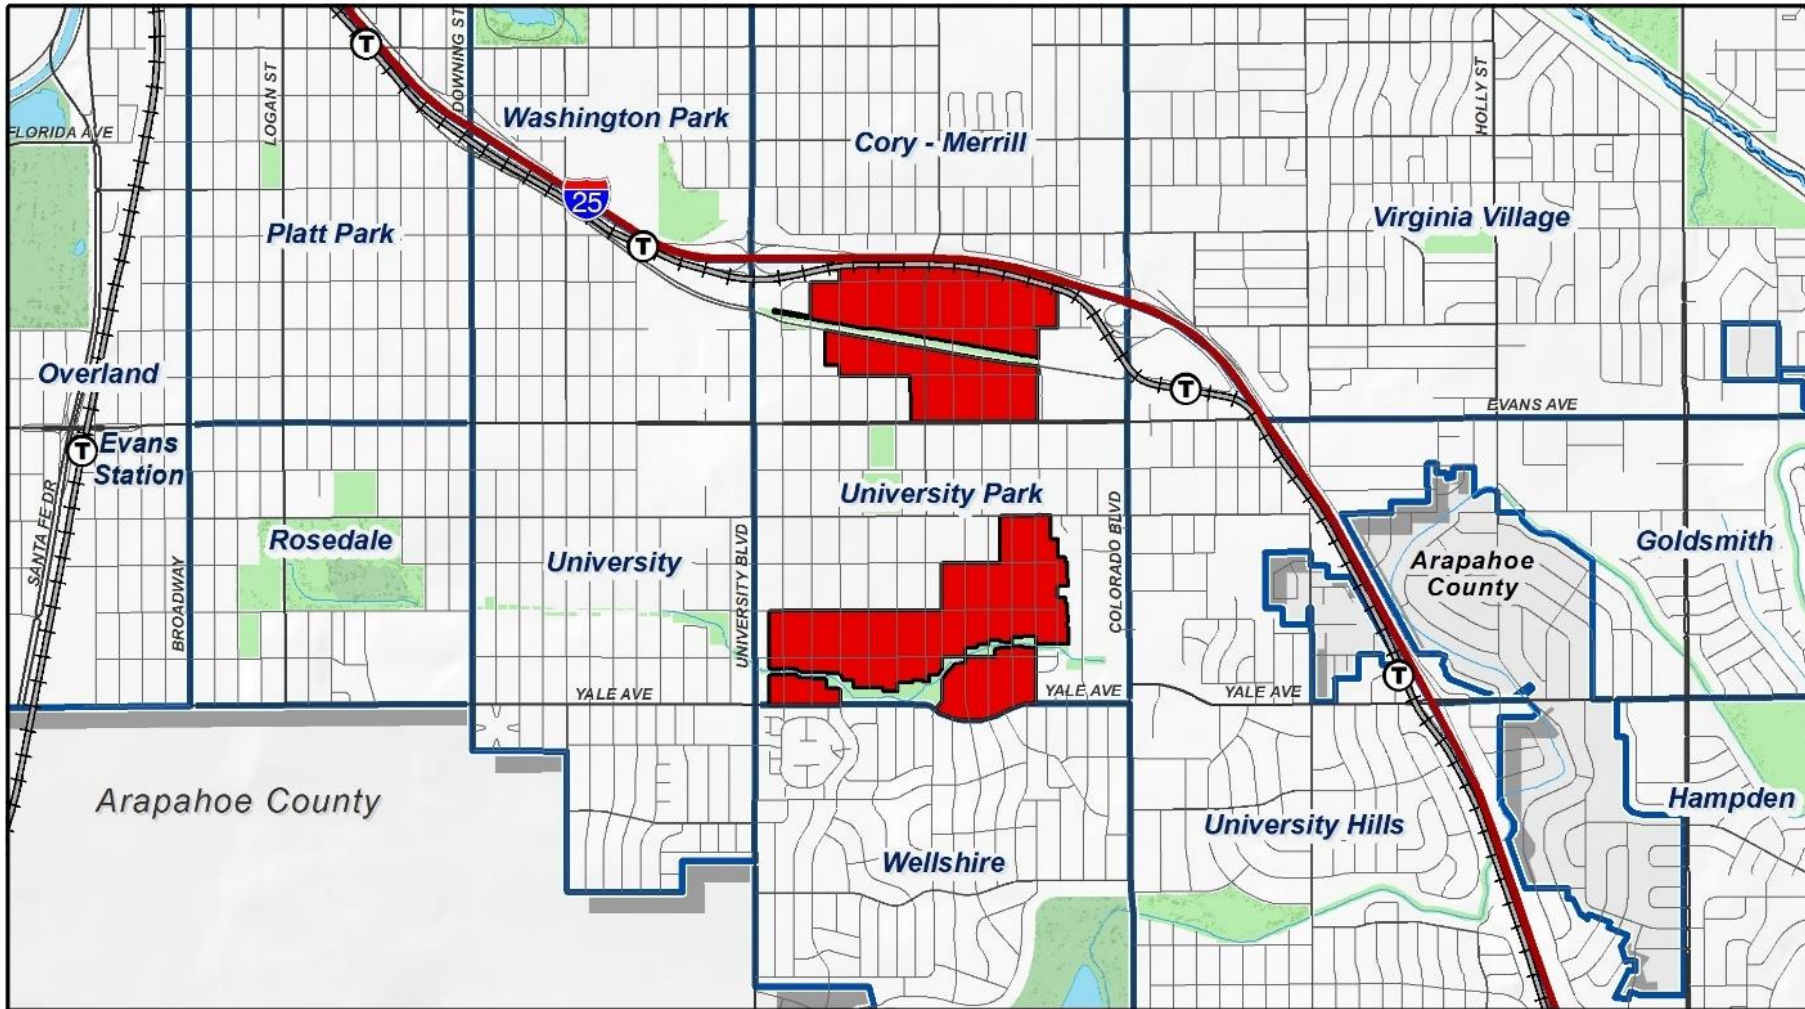 DOWNING ST
T
LOGAN ST
HOLLY ST
Washington Park
FLORIDA AVE
Cory - Merrill
25
Virginia Village
Platt Park
T
Overland
T
EVANS AVE
T
Evans
Station
University Park
SANTA FE DR
Rosedale
University
UNIVERSITY BLVD
COLORADO BLVD
BROADWAY
Arapahoe
County
Goldsmith
T
YALE AVE
YALE AVE
YALE AVE
Arapahoe County
Hampden
University Hills
Wellshire